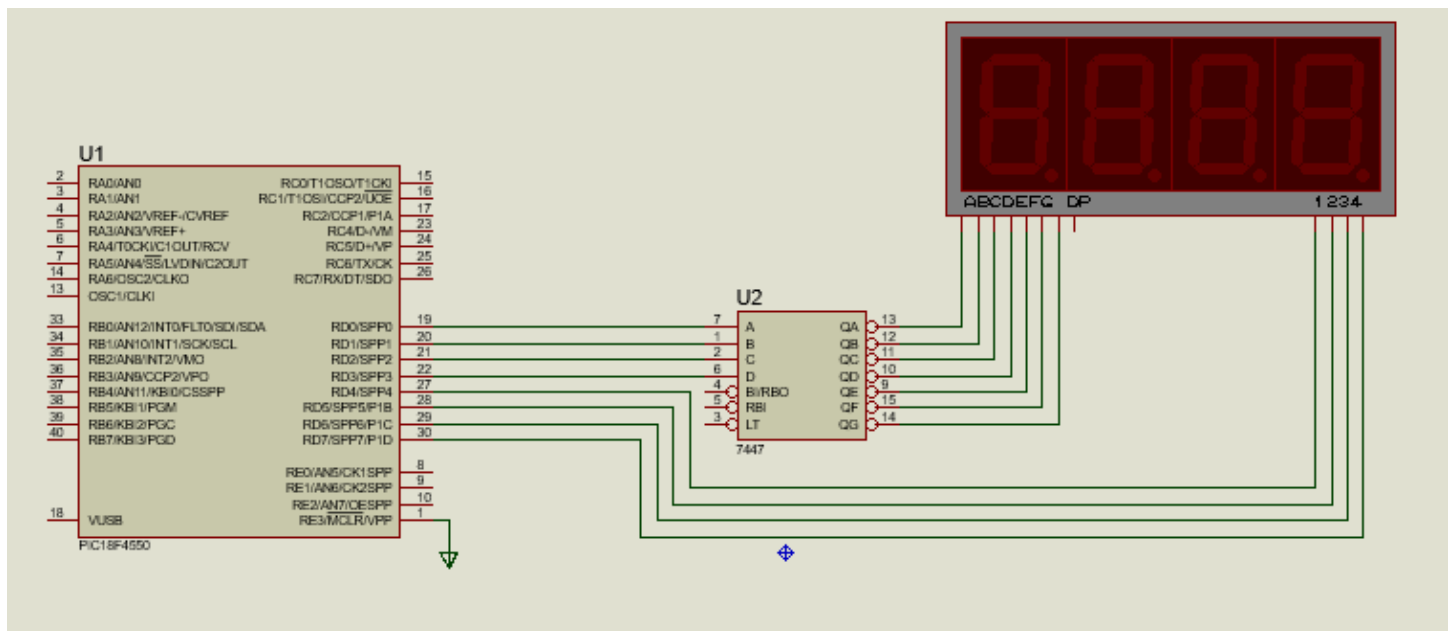 U1
2 RA0/AN0 RC0/T1OSO/T1CKI 15
3 RA1/AN1 RC1/T1OSI/CCP2/UOE 16
4 RA2/AN2/VREF-/CVREF RC2/CCP1/P1A 17
5 RA3/AN3/VREF+ RC4/D-/VM 23
6 RA4/T0CKI/C1OUT/RCV RC5/D+/VP 24
7 RA5/AN4/SS/LVDIN/C2OUT RC6/TX/CK 25
14 RA6/OSC2/CLKO RC7/RX/DT/SDO 26
13 OSC1/CLKI
33 RB0/AN12/INT0/FLT0/SDI/SDA RD0/SPP0 19
34 RB1/AN10/INT1/SCK/SCL RD1/SPP1 20
35 RB2/AN8/INT2/VMO RD2/SPP2 21
36 RB3/AN9/CCP2/VPO RD3/SPP3 22
37 RB4/AN11/KBI0/CSSPP RD4/SPP4 27
38 RB5/KBI1/PGM RD5/SPP5/P1B 28
39 RB6/KBI2/PGC RD6/SPP6/P1C 29
40 RB7/KBI3/PGD RD7/SPP7/P1D 30
RE0/AN5/CK1SPP 8
RE1/AN6/CK2SPP 9
RE2/AN7/OESPP 10
18 VUSB RE3/MCLR/VPP 1
PIC18F4550
U2
7 A QA 13
1 B QB 12
2 C QC 11
6 D QD 10
4 BI/RBO QE 9
5 RBI QF 15
3 LT QG 14
7447
ABCDEFG DP 1234